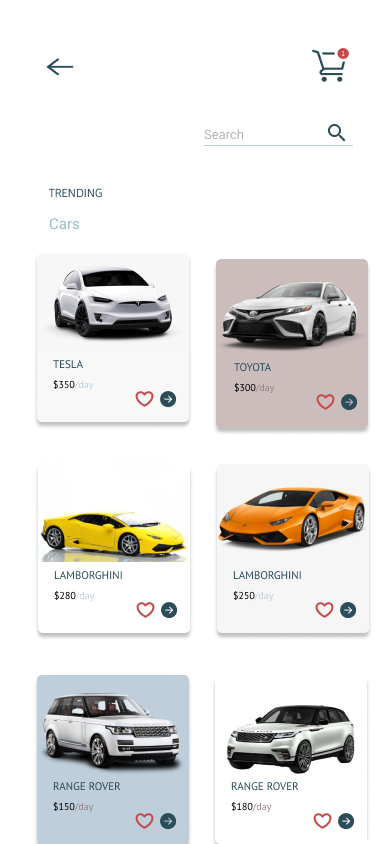 1
Search
TRENDING
Cars
TESLA
$350/day
TOYOTA
$300/day
LAMBORGHINI
$280/day
LAMBORGHINI
$250/day
RANGE ROVER
$150/day
RANGE ROVER
$180/day